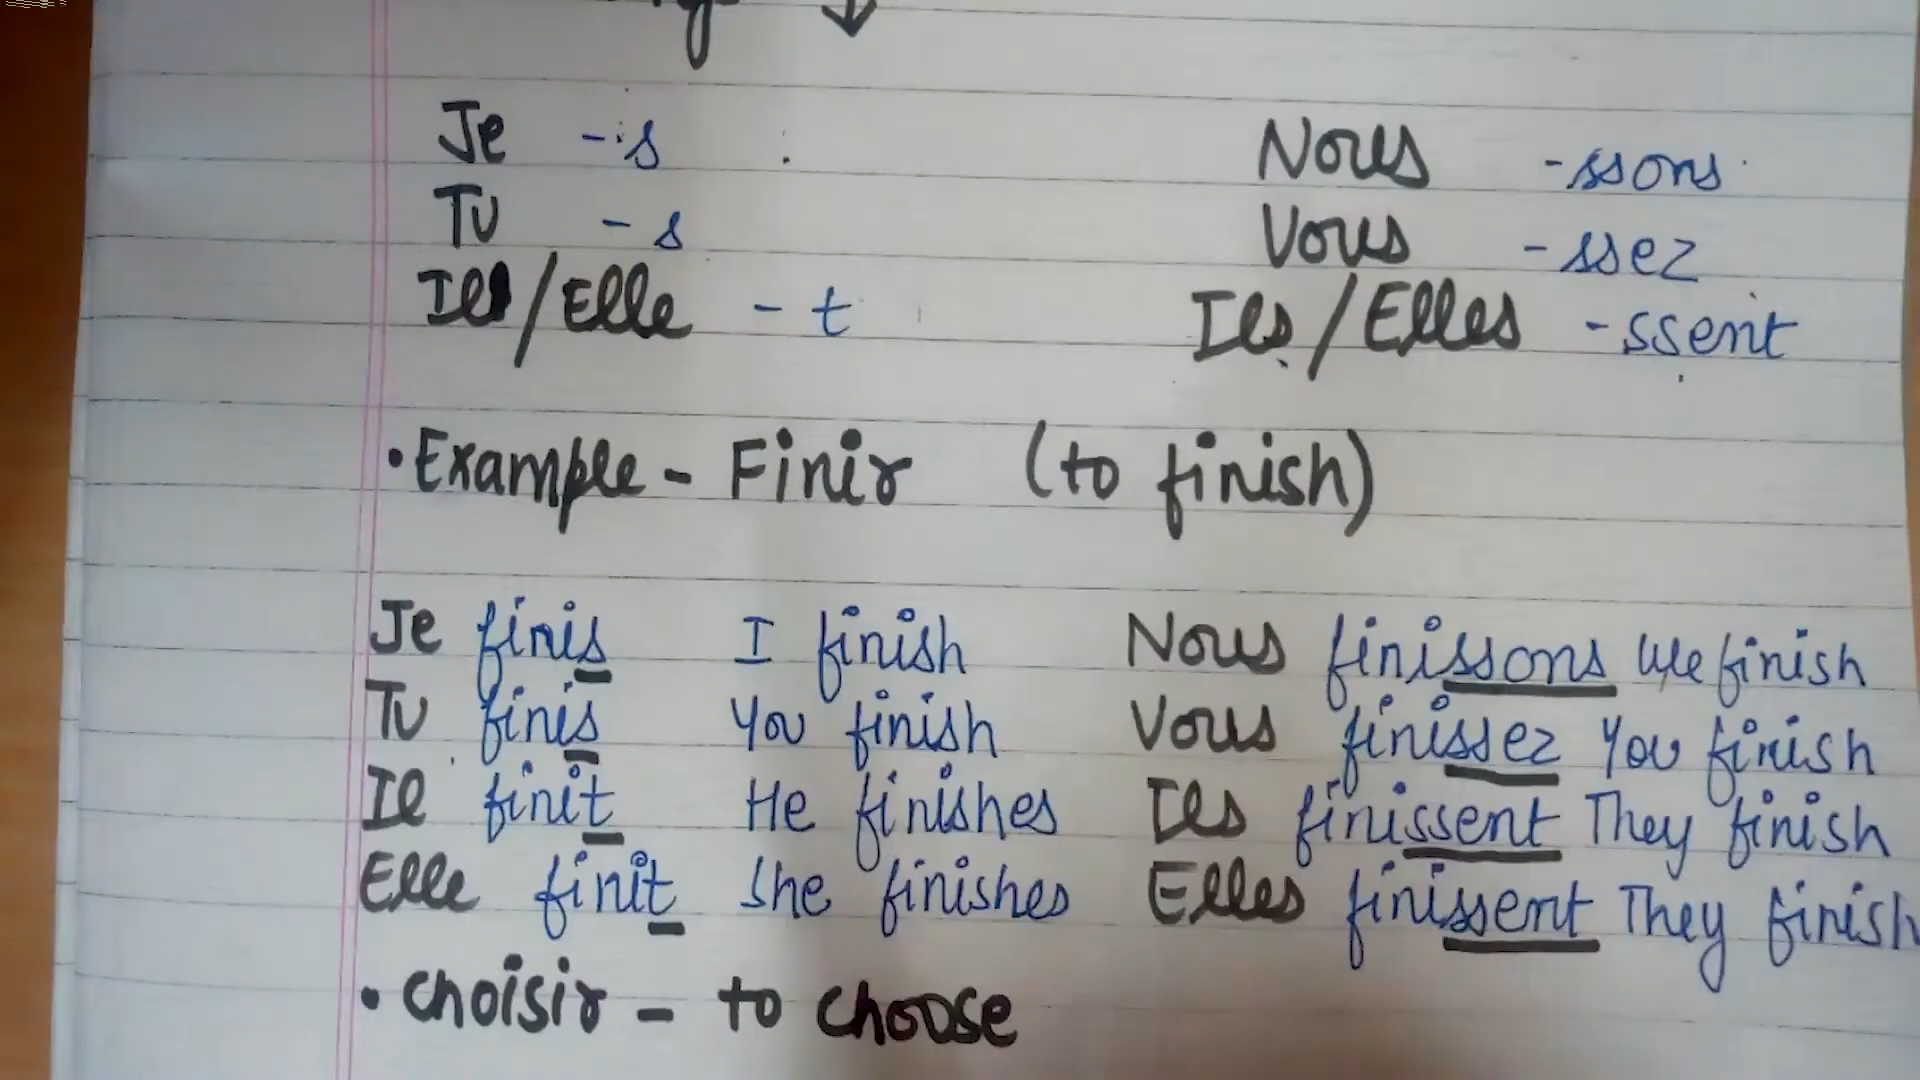 Je -is Nous -ssons
Tu -s Vous -ssez
Il/Elle -t Ils/Elles -ssent
•Example - Finir (to finish)
Je finis I finish Nous finissons We finish
Tu finis You finish Vous finissez You finish
Il finit He finishes Ils finissent They finish
Elle finit She finishes Elles finissent They finish
•choisir - to choose